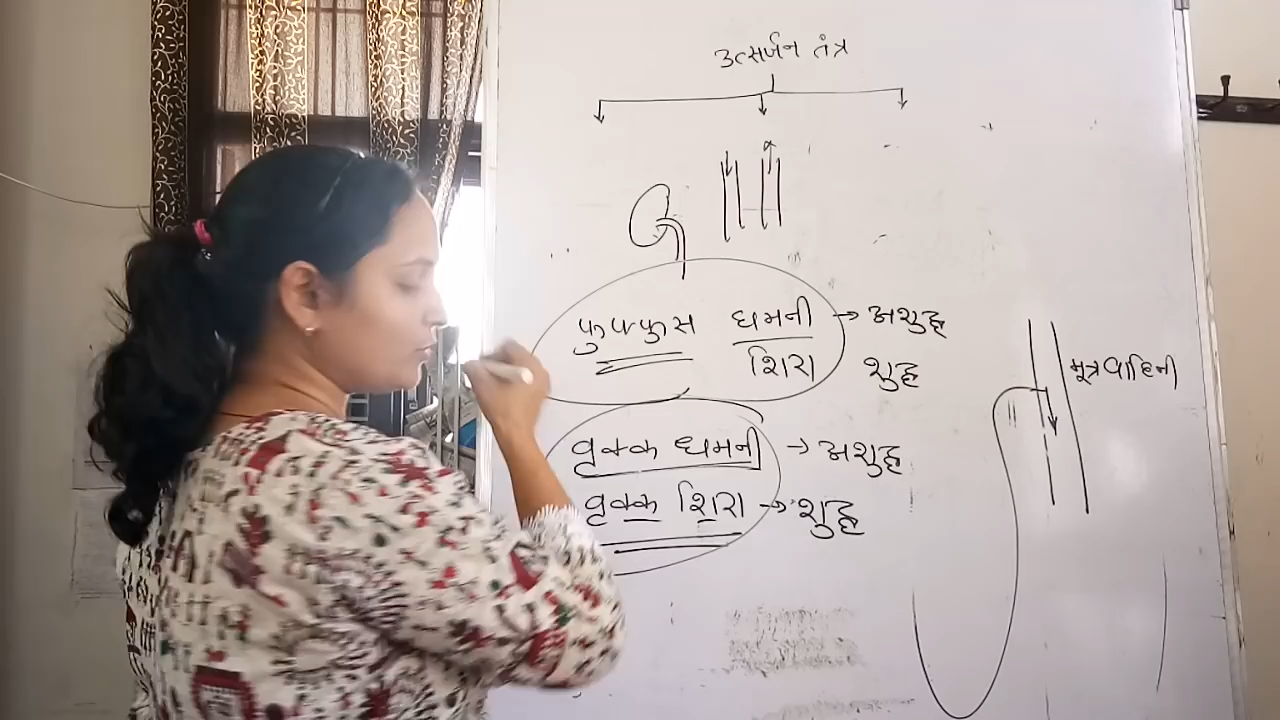 उत्सर्जन तंत्र
फुफ्फुस धमनी → अशुद्ध
शिरा शुद्ध
मूत्रवाहिनी
वृक्क धमनी → अशुद्ध
वृक्क शिरा → शुद्ध